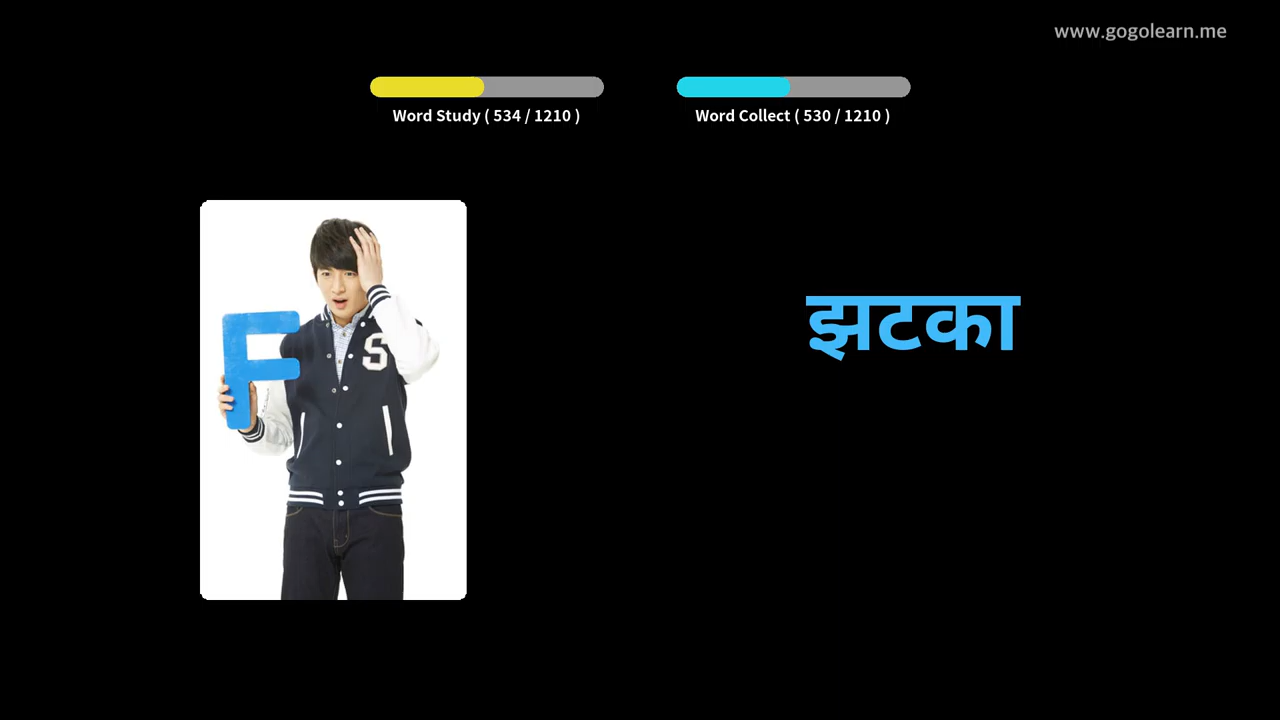 www.gogolearn.me
Word Study ( 534 / 1210 )
Word Collect ( 530 / 1210 )
F
S
झटका